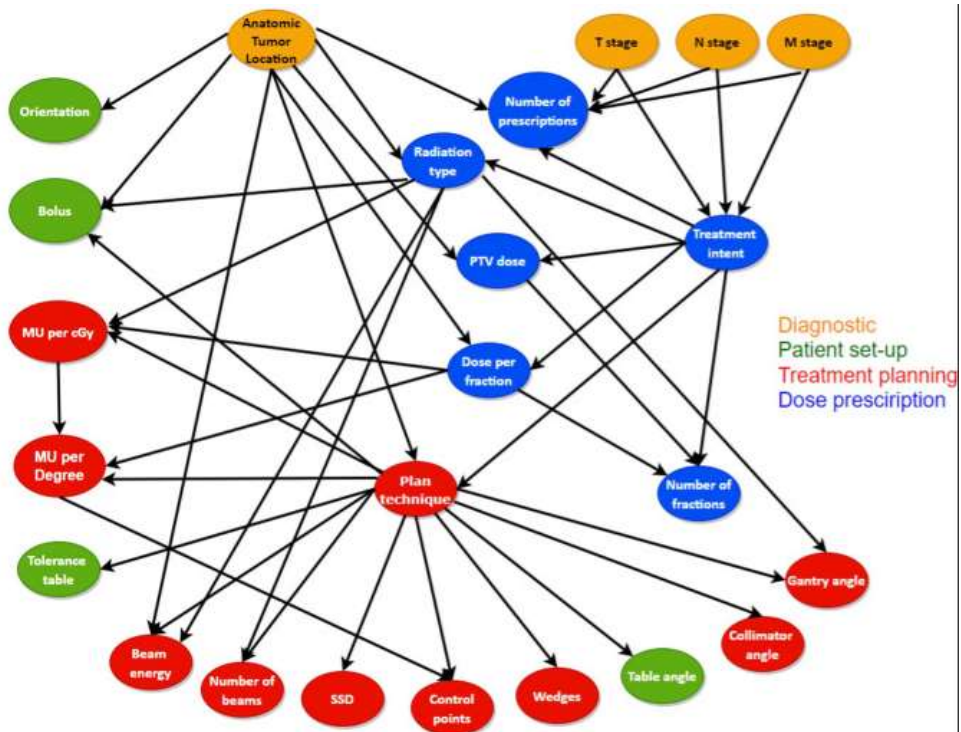 Anatomic
Tumor
Location
T stage
N stage
M stage
Orientation
Number of
prescriptions
Radiation
type
Bolus
Treatment
intent
PTV dose
MU per cGy
Diagnostic
Patient set-up
Treatment planning
Dose presciription
Dose per
fraction
MU per
Degree
Plan
technique
Number of
fractions
Tolerance
table
Gantry angle
Collimator
angle
Beam
energy
Number of
beams
SSD
Control
points
Wedges
Table angle